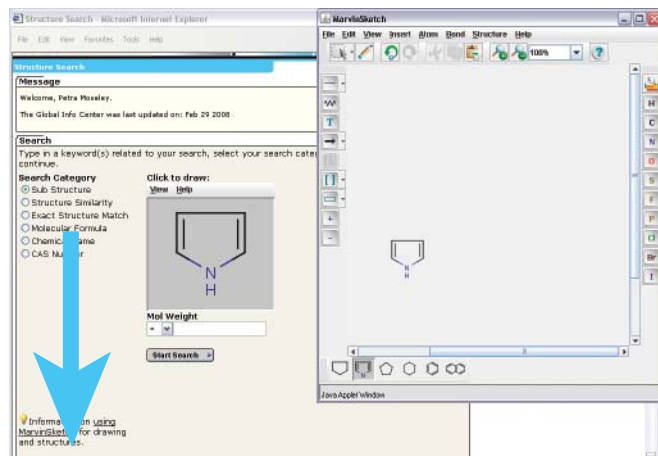 Structure Search - Microsoft Internet Explorer
File Edit View Favorites Tools Help
Structure Search
Message
Welcome, Petra Moseley.
The Global Info Center was last updated on: Feb 29 2008
Search
Type in a keyword(s) related to your search, select your search
continue.
Search Category
Sub Structure
Structure Similarity
Exact Structure Match
Molecular Formula
CAS
Click to draw:
View Help
N
H
Mol Weight
=
Start Search >
using
for drawing
and
MarvinSketch
File Edit View Insert Atom Bond Structure Help
100%
?
T
[ ]
+
-
N
H
H
C
N
O
S
F
P
Cl
Br
I
Java Applet Window